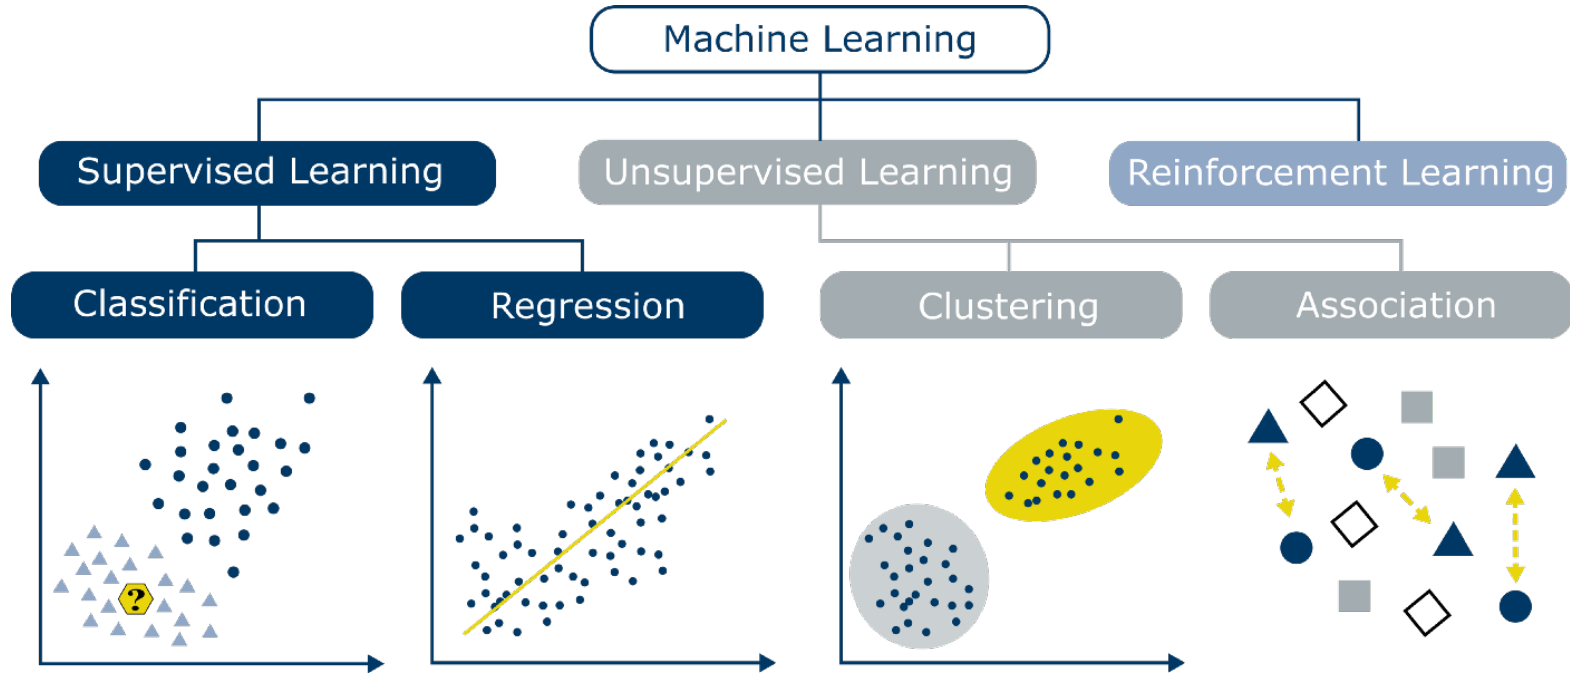 Machine Learning
Supervised Learning
Unsupervised Learning
Reinforcement Learning
Classification
Regression
Clustering
Association
?